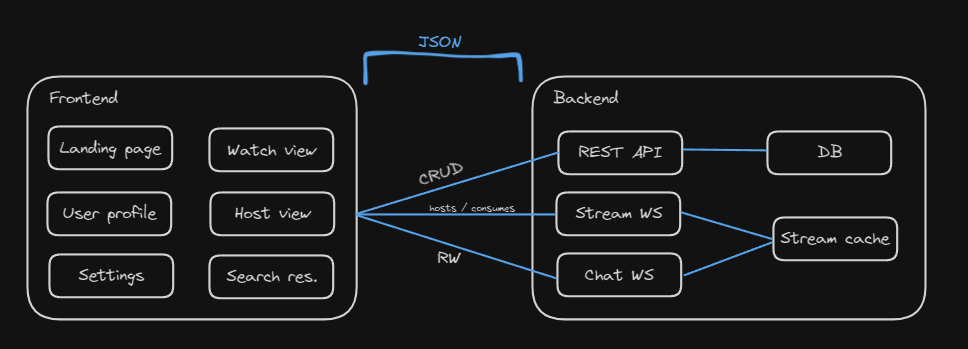 JSON
Frontend
Landing page
Watch view
User profile
Host view
Settings
Search res.
CRUD
hosts / consumes
RW
Backend
REST API
DB
Stream WS
Stream cache
Chat WS